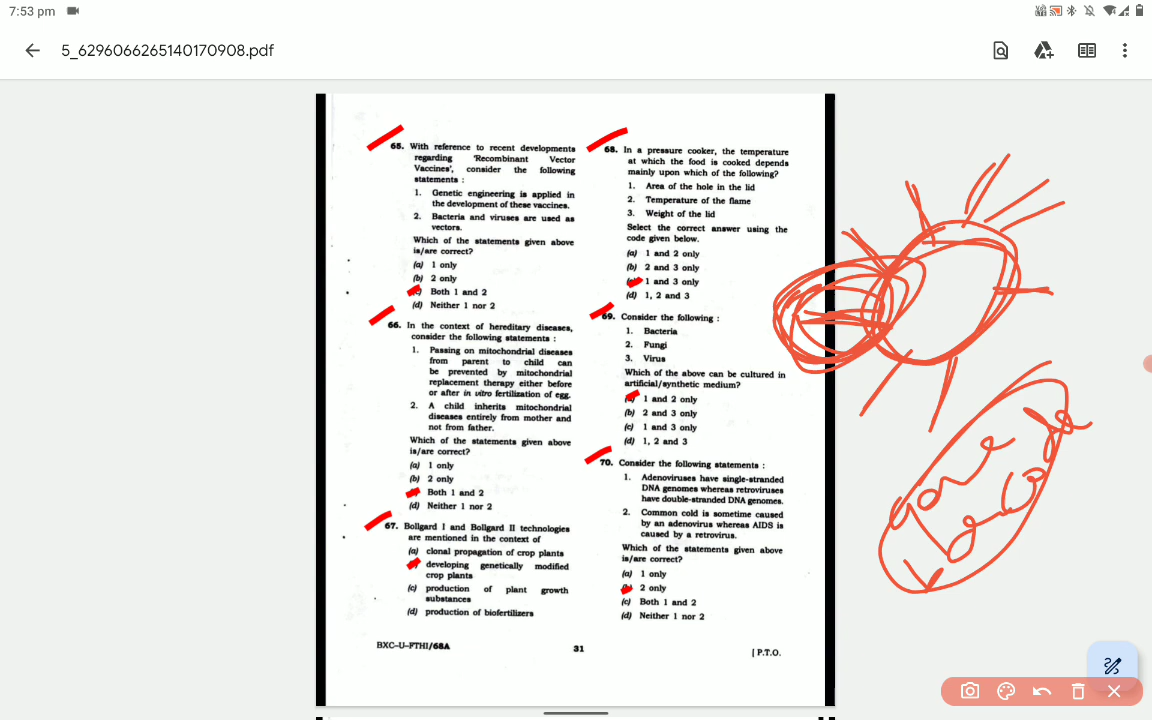 7:53 pm
5_6296066265140170908.pdf
65. With reference to recent developments
regarding 'Recombinant Vector
Vaccines', consider the following
statements :
1. Genetic engineering is applied in
the development of these vaccines.
2. Bacteria and viruses are used as
vectors.
Which of the statements given above
is/are correct?
(a) 1 only
(b) 2 only
Both 1 and 2
(d) Neither 1 nor 2
66. In the context of hereditary diseases,
consider the following statements :
1. Passing on mitochondrial diseases
from parent to child can
be prevented by mitochondrial
replacement therapy either before
or after in vitro fertilization of egg.
2. A child inherits mitochondrial
diseases entirely from mother and
not from father.
Which of the statements given above
is/are correct?
(a) 1 only
(b) 2 only
Both 1 and 2
(d) Neither 1 nor 2
67. Bollgard I and Bollgard II technologies
are mentioned in the context of
(a) clonal propagation of crop plants
developing genetically modified
crop plants
(c) production of plant growth
substances
(d) production of biofertilizers
68. In a pressure cooker, the temperature
at which the food is cooked depends
mainly upon which of the following?
1. Area of the hole in the lid
2. Temperature of the flame
3. Weight of the lid
Select the correct answer using the
code given below.
(a) 1 and 2 only
(b) 2 and 3 only
1 and 3 only
(d) 1, 2 and 3
69. Consider the following :
1. Bacteria
2. Fungi
3. Virus
Which of the above can be cultured in
artificial/synthetic medium?
1 and 2 only
(b) 2 and 3 only
(c) 1 and 3 only
(d) 1, 2 and 3
70. Consider the following statements :
1. Adenoviruses have single-stranded
DNA genomes whereas retroviruses
have double-stranded DNA genomes.
2. Common cold is sometime caused
by an adenovirus whereas AIDS is
caused by a retrovirus.
Which of the statements given above
is/are correct?
(a) 1 only
2 only
(c) Both 1 and 2
(d) Neither 1 nor 2
BXC-U-FTHI/68A
31
[ P.T.O.